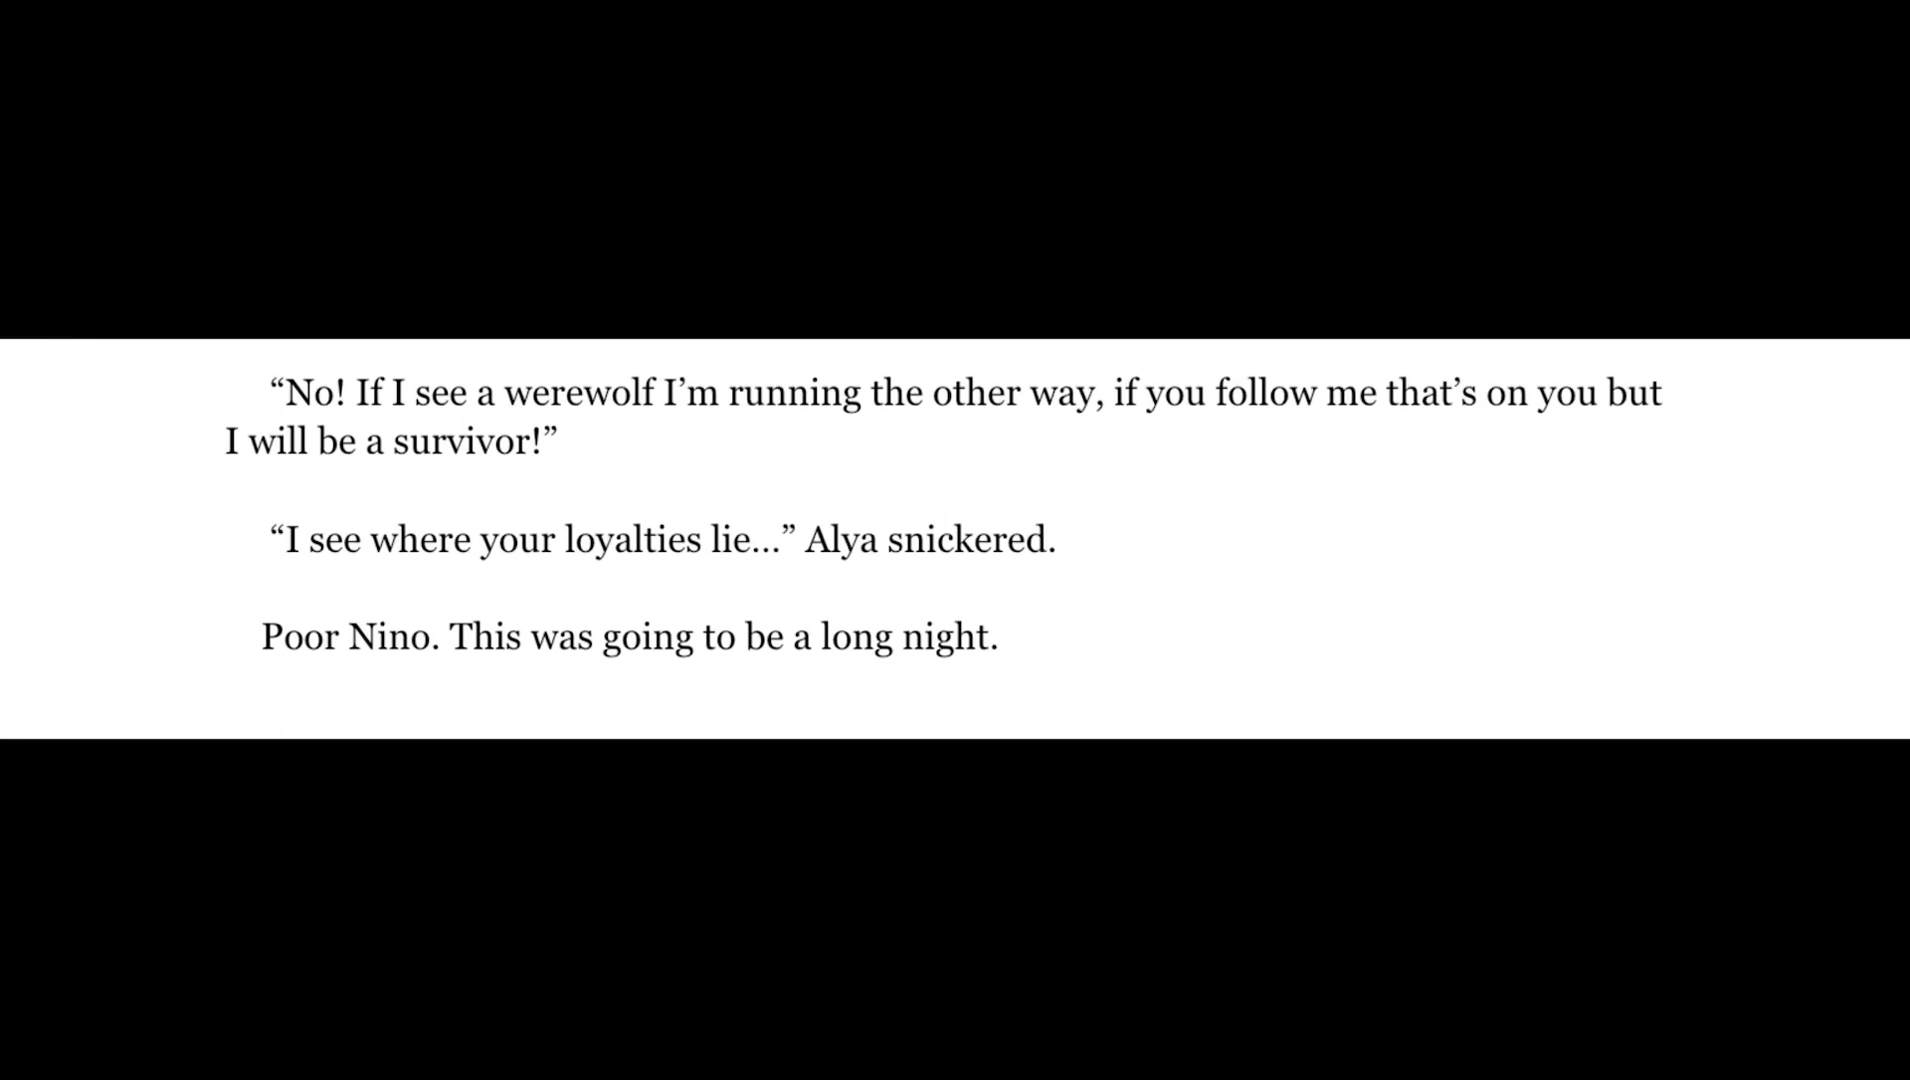 “No! If I see a werewolf I’m running the other way, if you follow me that’s on you but
I will be a survivor!”
“I see where your loyalties lie...” Alya snickered.
Poor Nino. This was going to be a long night.